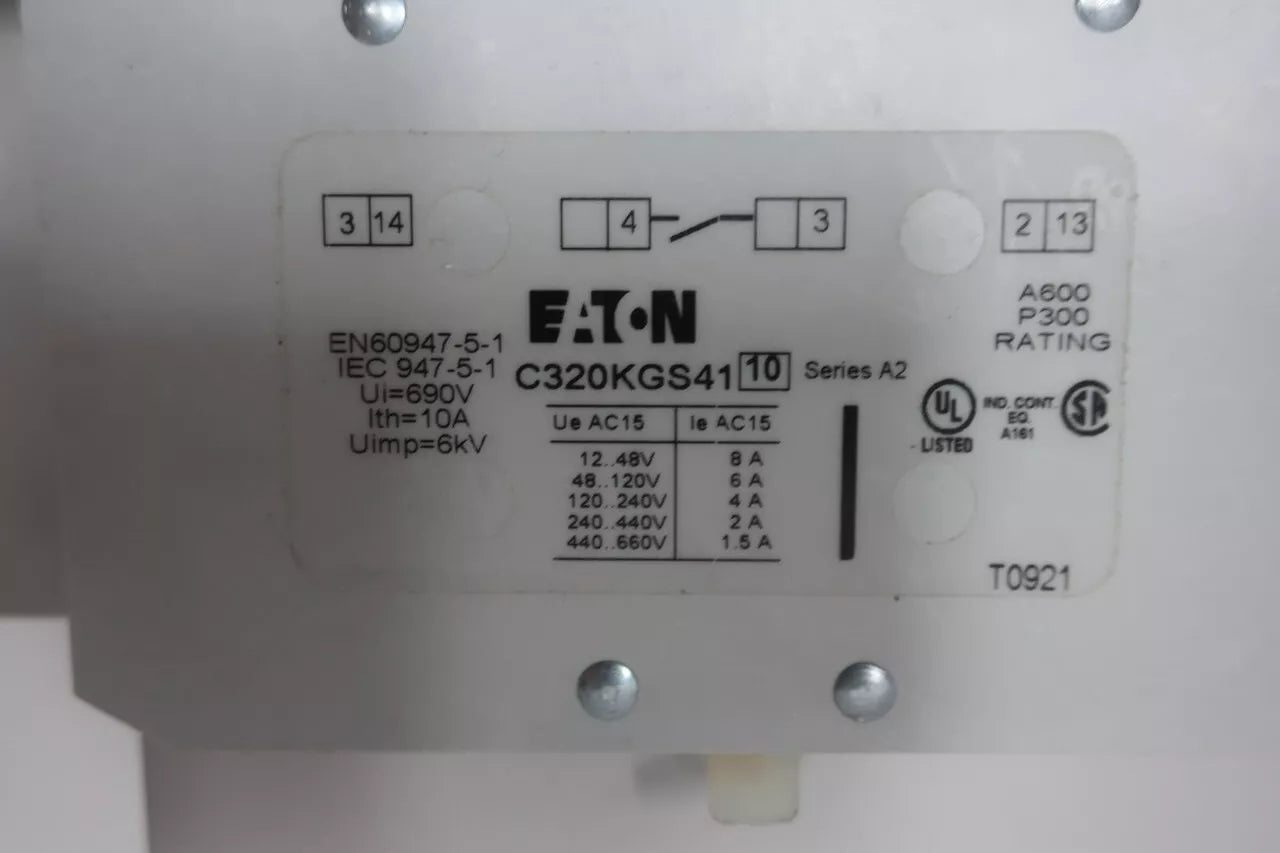 3 14
4 3
2 13
EATON
C320KGS41 10 Series A2
EN60947-5-1
IEC 947-5-1
Ui=690V
Ith=10A
Uimp=6kV
Ue AC15 Ie AC15
12..48V 8 A
48..120V 6 A
120..240V 4 A
240..440V 2 A
440..660V 1.5 A
A600
P300
RATING
UL
LISTED
IND. CONT.
EQ.
A161
SA
T0921